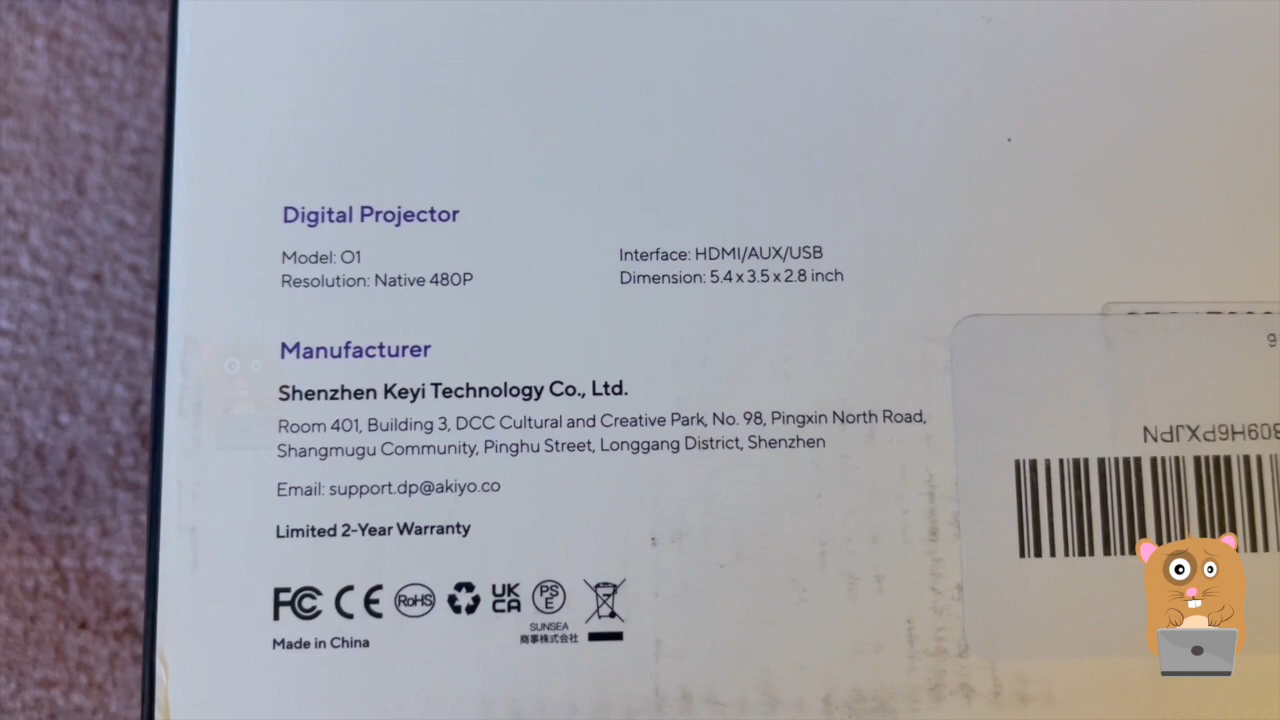 Digital Projector
Model: O1
Resolution: Native 480P
Interface: HDMI/AUX/USB
Dimension: 5.4 x 3.5 x 2.8 inch
Manufacturer
Shenzhen Keyi Technology Co., Ltd.
Room 401, Building 3, DCC Cultural and Creative Park, No. 98, Pingxin North Road,
Shangmugu Community, Pinghu Street, Longgang District, Shenzhen
Email: support.dp@akiyo.co
Limited 2-Year Warranty
FC CE RoHS UK CA PS E
SUNSEA
商事株式会社
Made in China